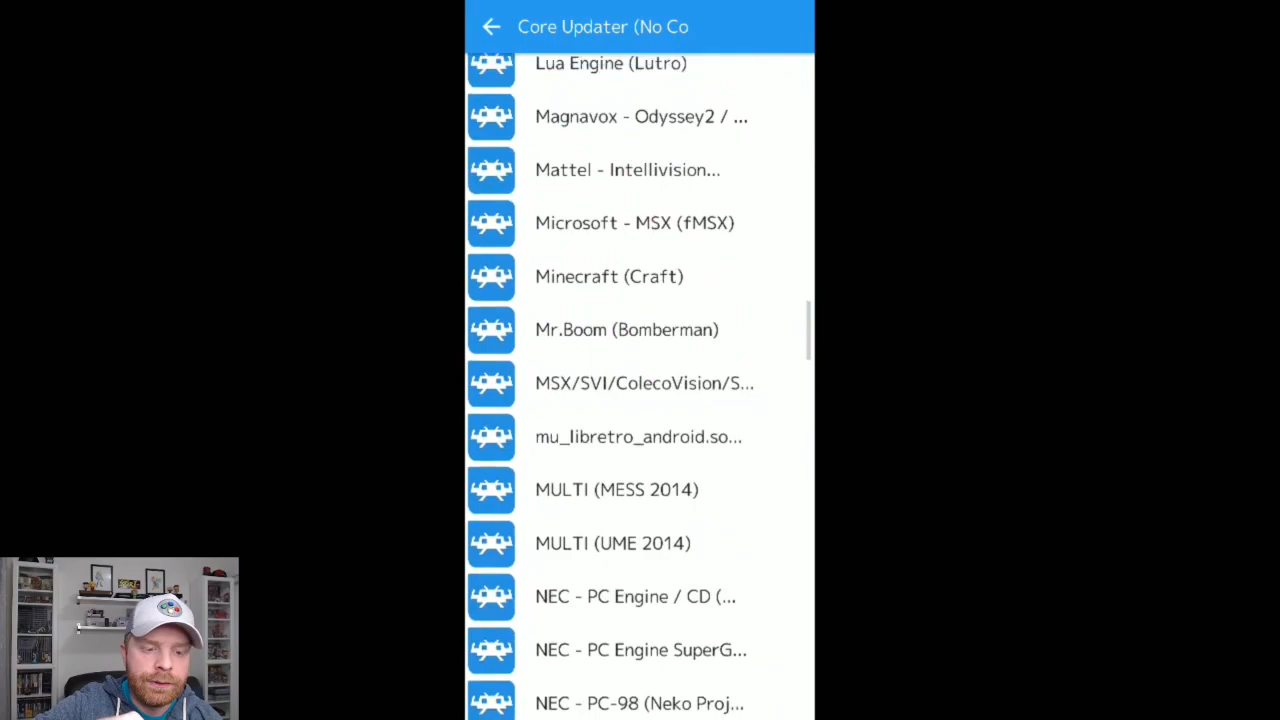 Core Updater (No Co
Lua Engine (Lutro)
Magnavox - Odyssey2 / ...
Mattel - Intellivision...
Microsoft - MSX (fMSX)
Minecraft (Craft)
Mr.Boom (Bomberman)
MSX/SVI/ColecoVision/S...
mu_libretro_android.so...
MULTI (MESS 2014)
MULTI (UME 2014)
NEC - PC Engine / CD (...
NEC - PC Engine SuperG...
NEC - PC-98 (Neko Proj...